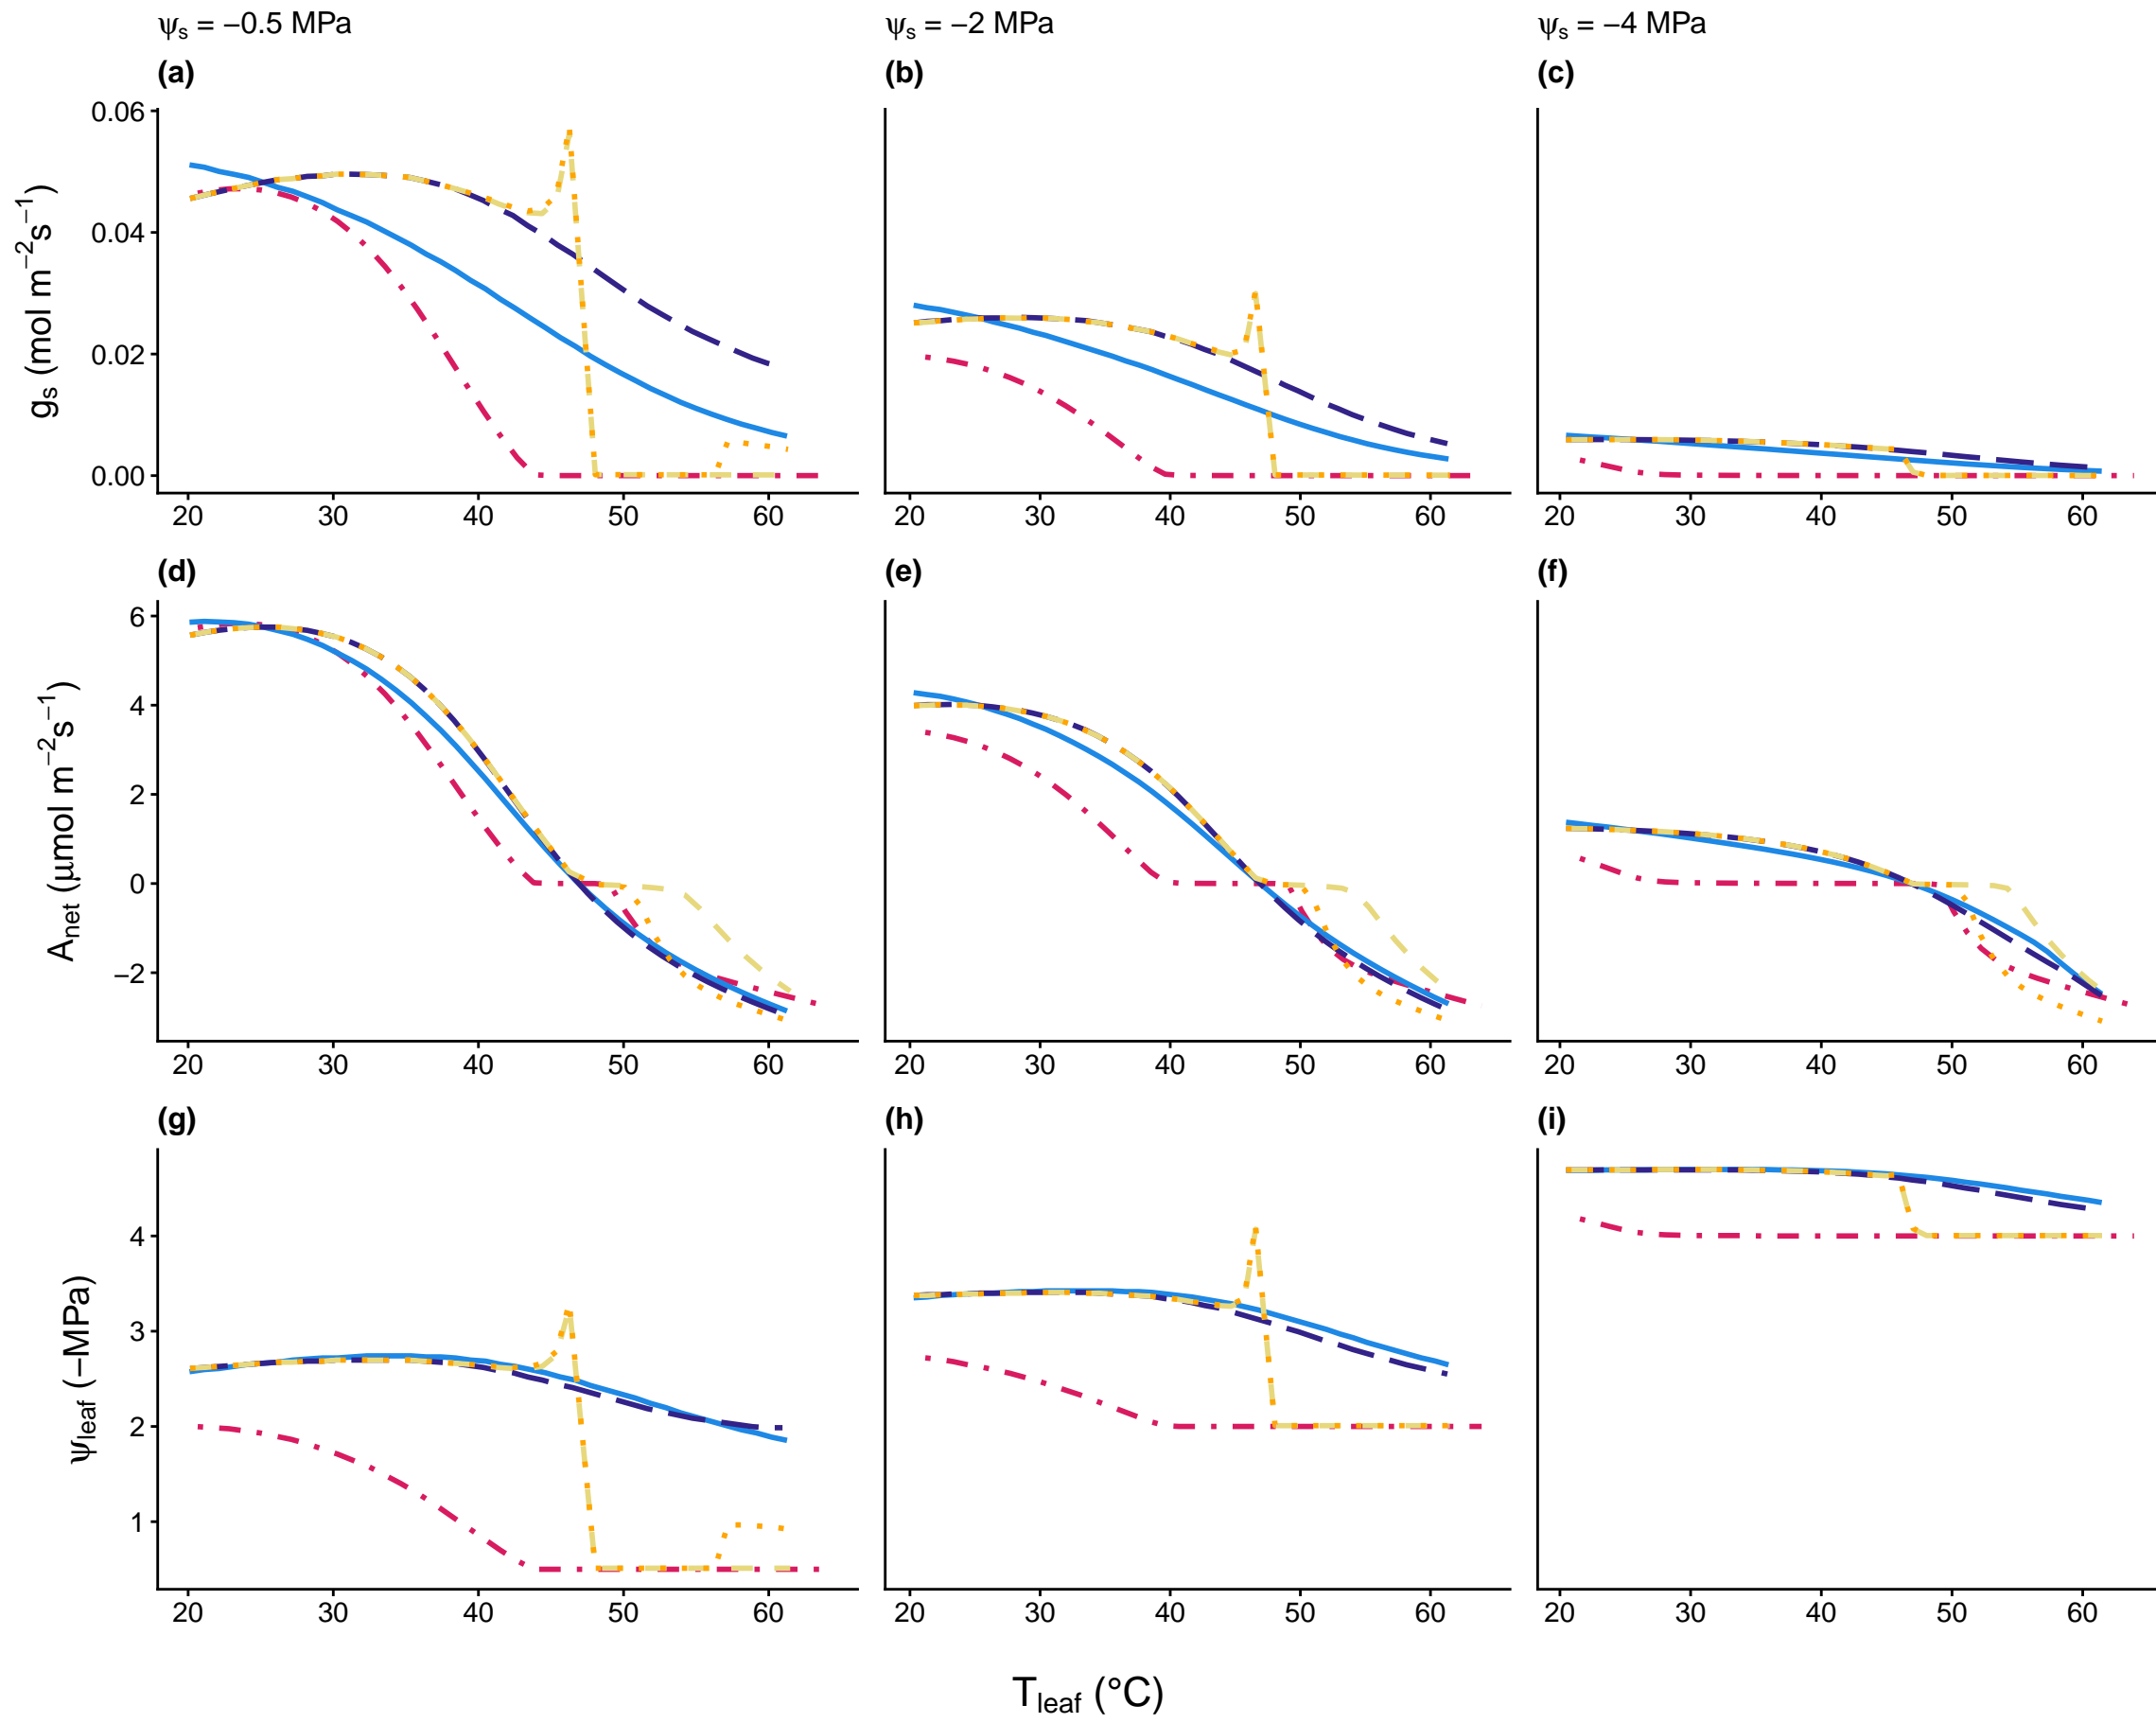 ψs = −0.5 MPa
ψs = −2 MPa
ψs = −4 MPa
(a)
(b)
(c)
0.06
0.04
0.02
0.00
gs (mol m−2s−1)
20 30 40 50 60
20 30 40 50 60
20 30 40 50 60
(d)
(e)
(f)
6
4
2
0
−2
Anet (μmol m−2s−1)
20 30 40 50 60
20 30 40 50 60
20 30 40 50 60
(g)
(h)
(i)
4
3
2
1
ψleaf (−MPa)
20 30 40 50 60
20 30 40 50 60
20 30 40 50 60
Tleaf (°C)